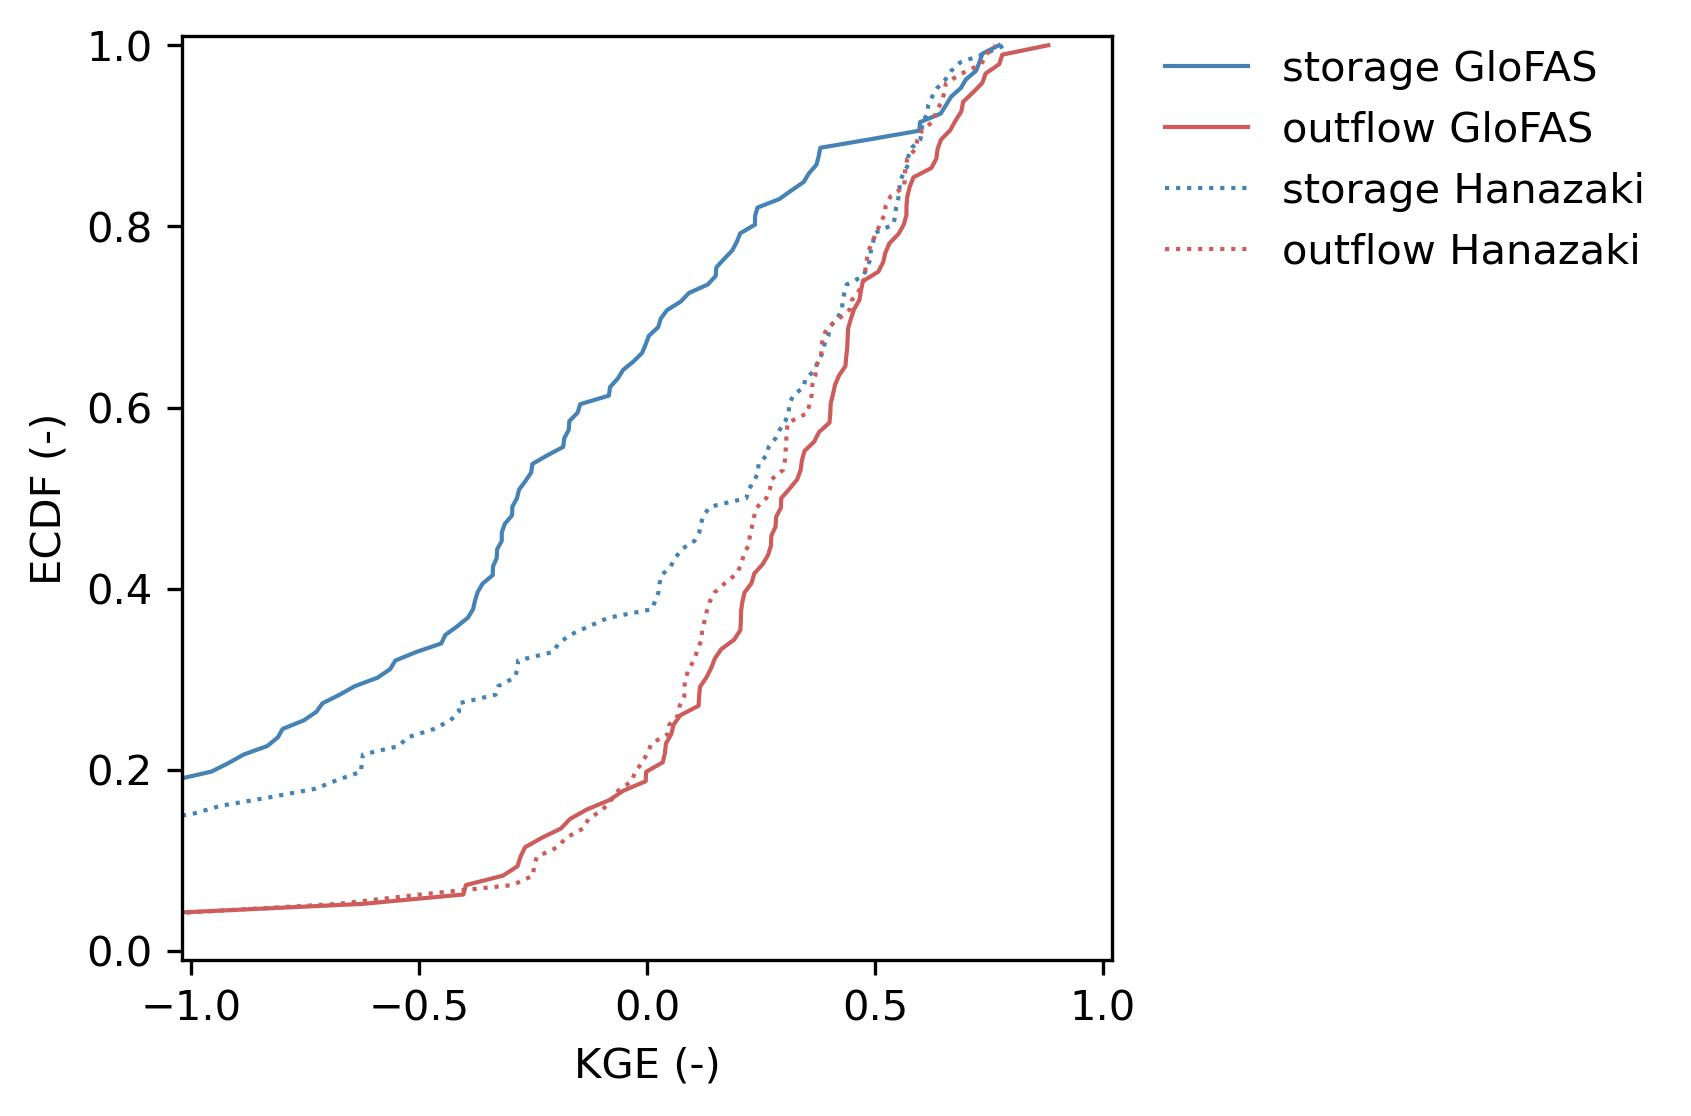 1.0
0.8
0.6
0.4
0.2
0.0
ECDF (-)
−1.0 −0.5 0.0 0.5 1.0
KGE (-)
storage GloFAS
outflow GloFAS
storage Hanazaki
outflow Hanazaki